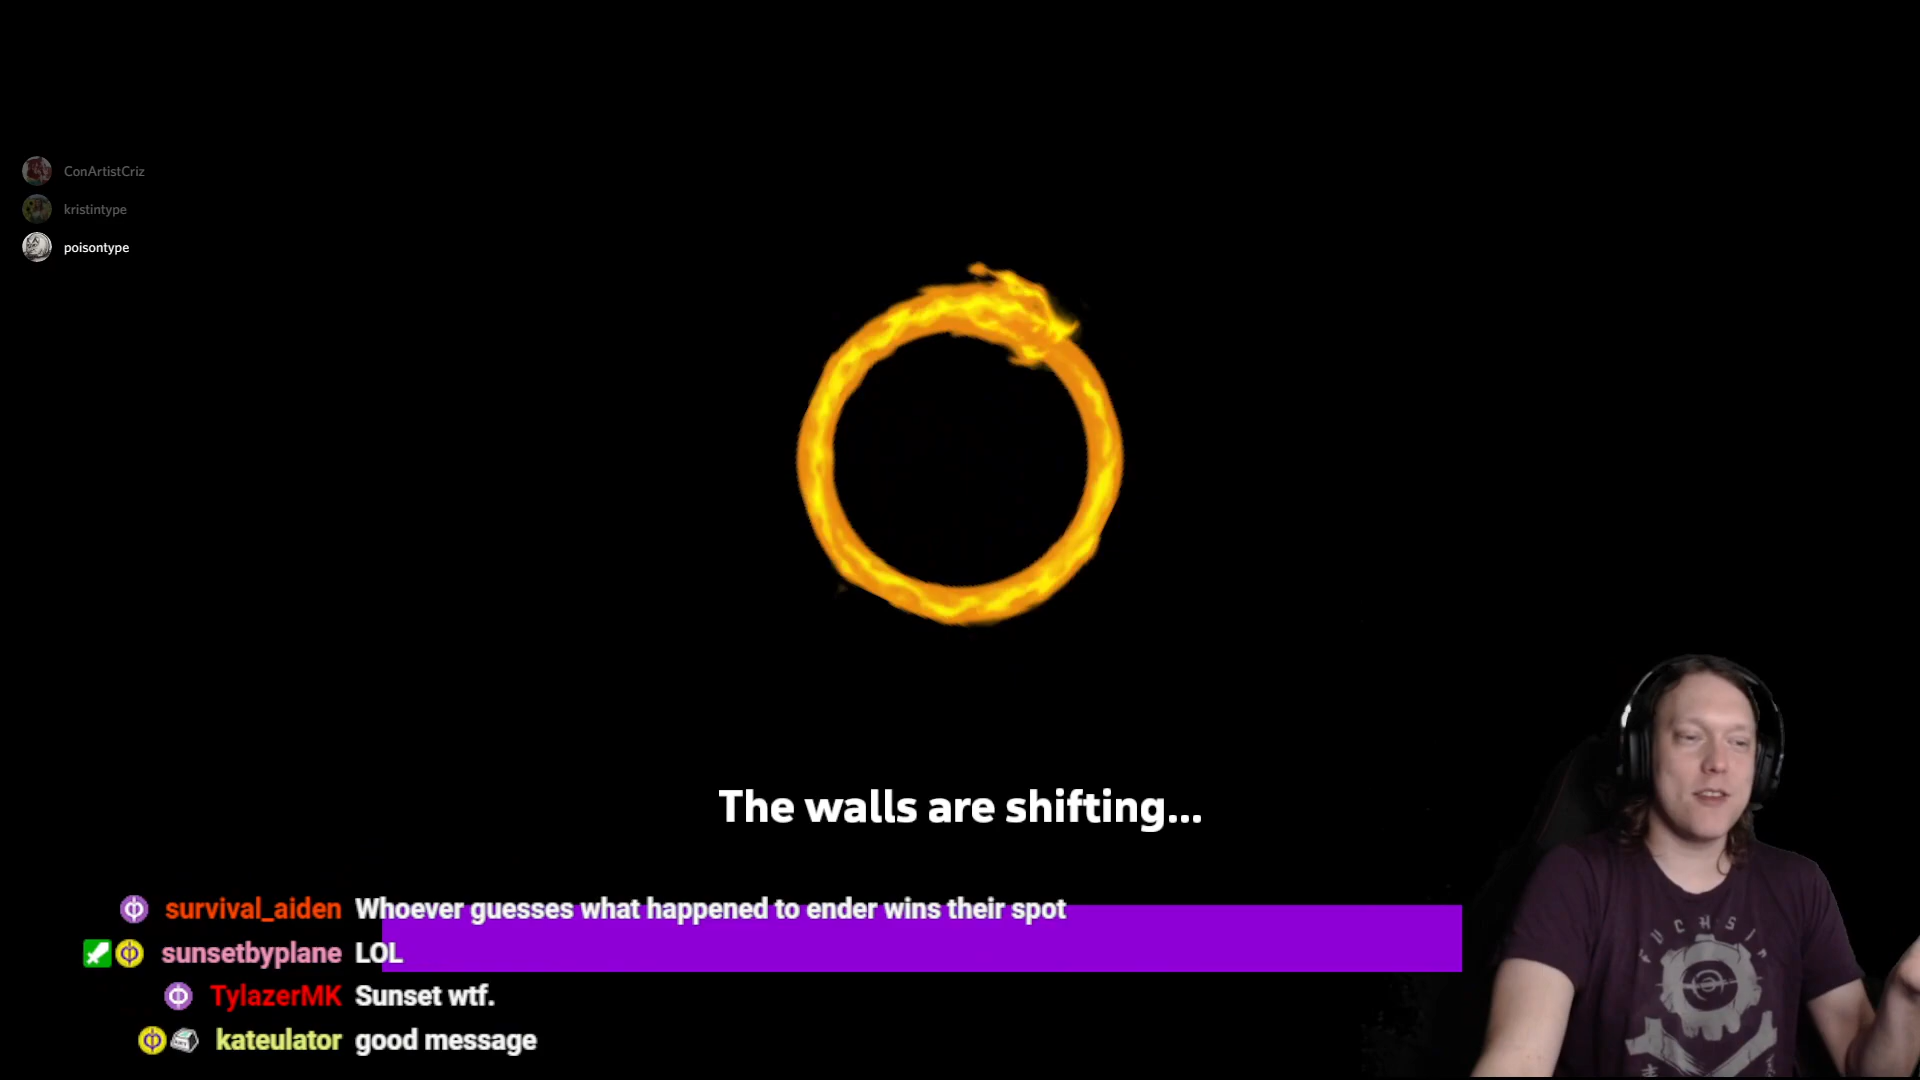 ConArtistCriz
kristintype
poisontype
The walls are shifting...
survival_aiden Whoever guesses what happened to ender wins their spot
sunsetbyplane LOL
TylazerMK Sunset wtf.
kateulator good message
FUCHSIA